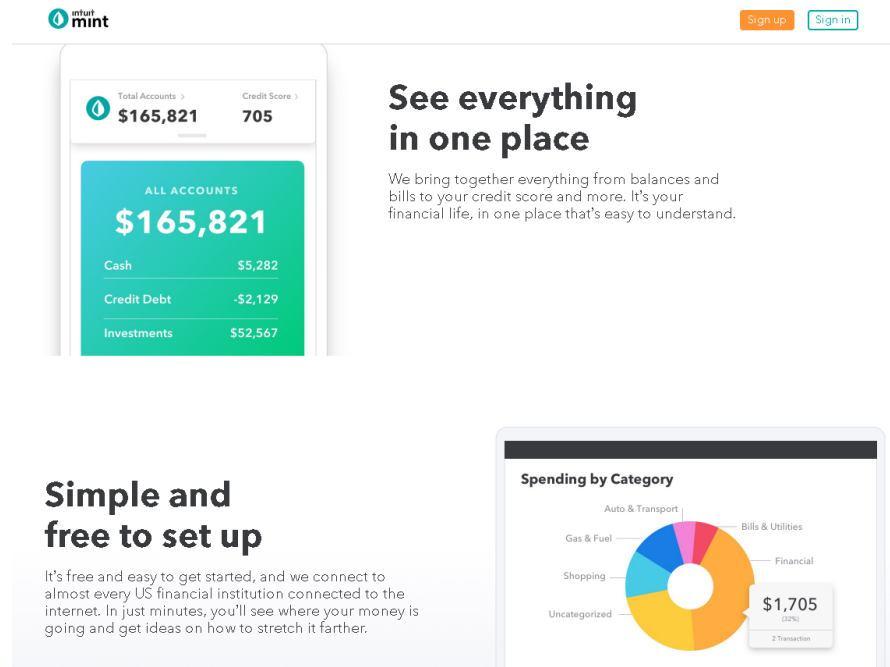 intuit
mint
Sign up
Sign in
Total Accounts
Credit Score
$165,821
705
ALL ACCOUNTS
$165,821
Cash $5,282
Credit Debt -$2,129
Investments $52,567
See everything
in one place
We bring together everything from balances and
bills to your credit score and more. It's your
financial life, in one place that's easy to understand.
Simple and
free to set up
It's free and easy to get started, and we connect to
almost every US financial institution connected to the
internet. In just minutes, you'll see where your money is
going and get ideas on how to stretch it farther.
Spending by Category
Auto & Transport
Bills & Utilities
Gas & Fuel
Financial
Shopping
Uncategorized
$1,705
(32%)
2 Transaction